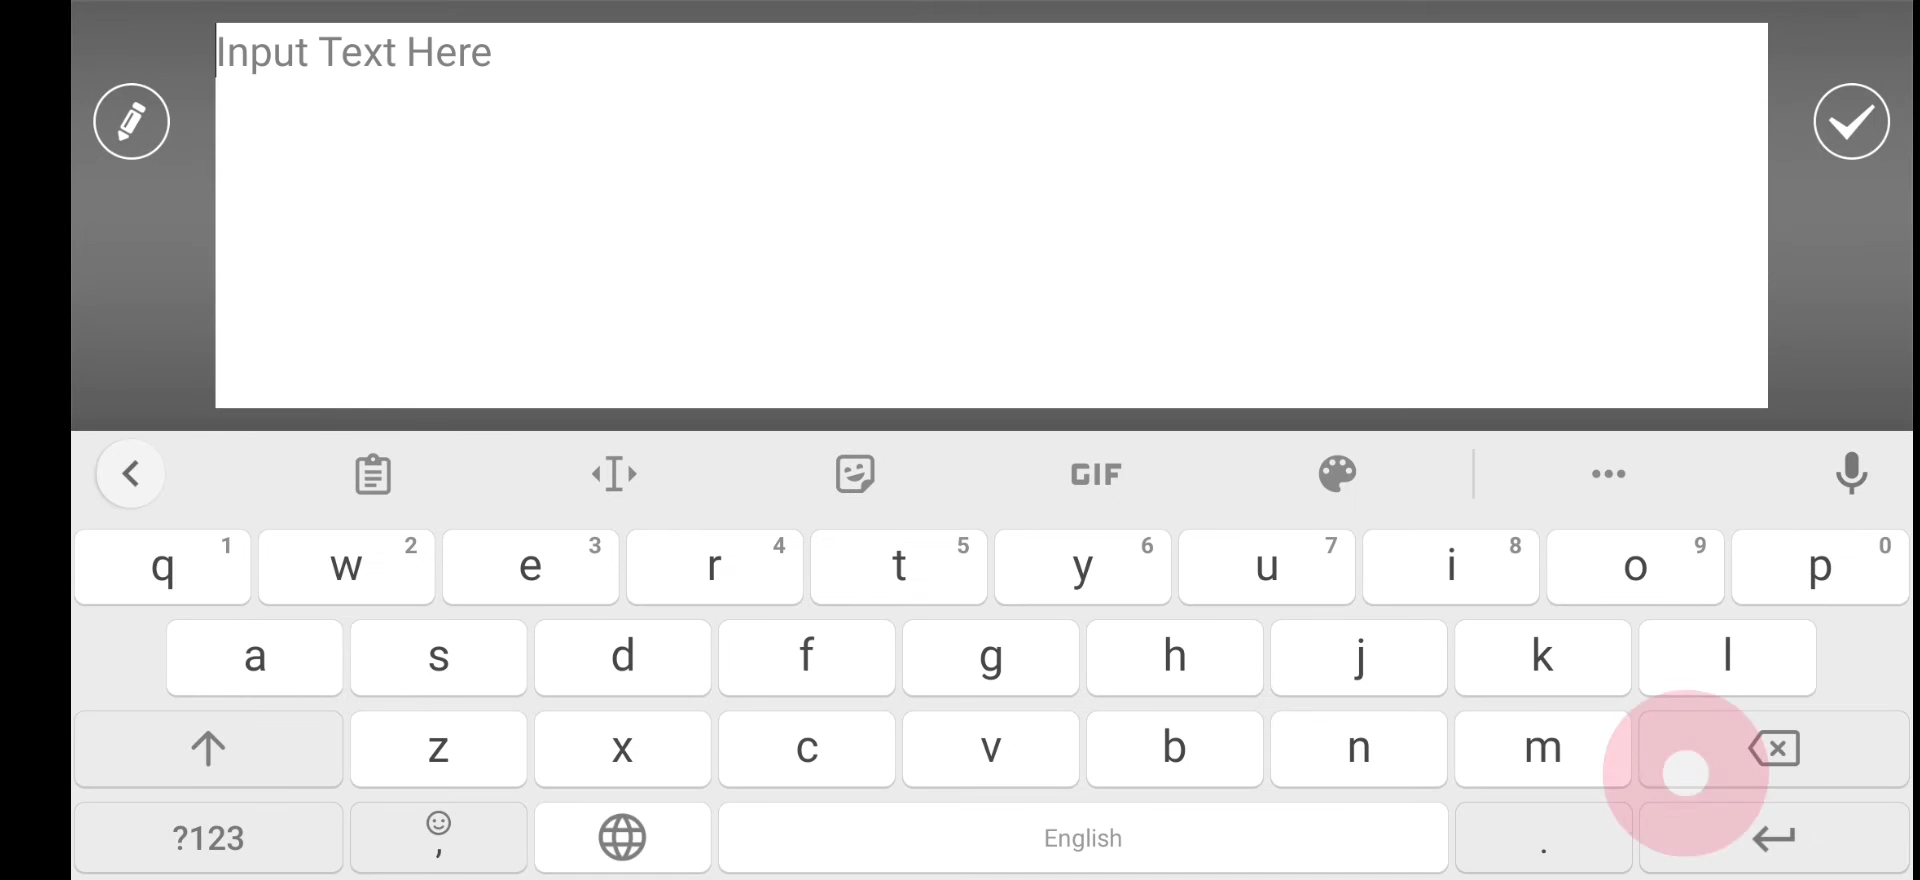 Input Text Here
GIF
q 1 w 2 e 3 r 4 t 5 y 6 u 7 i 8 o 9 p 0
a s d f g h j k l
z x c v b n m
?123 , English .